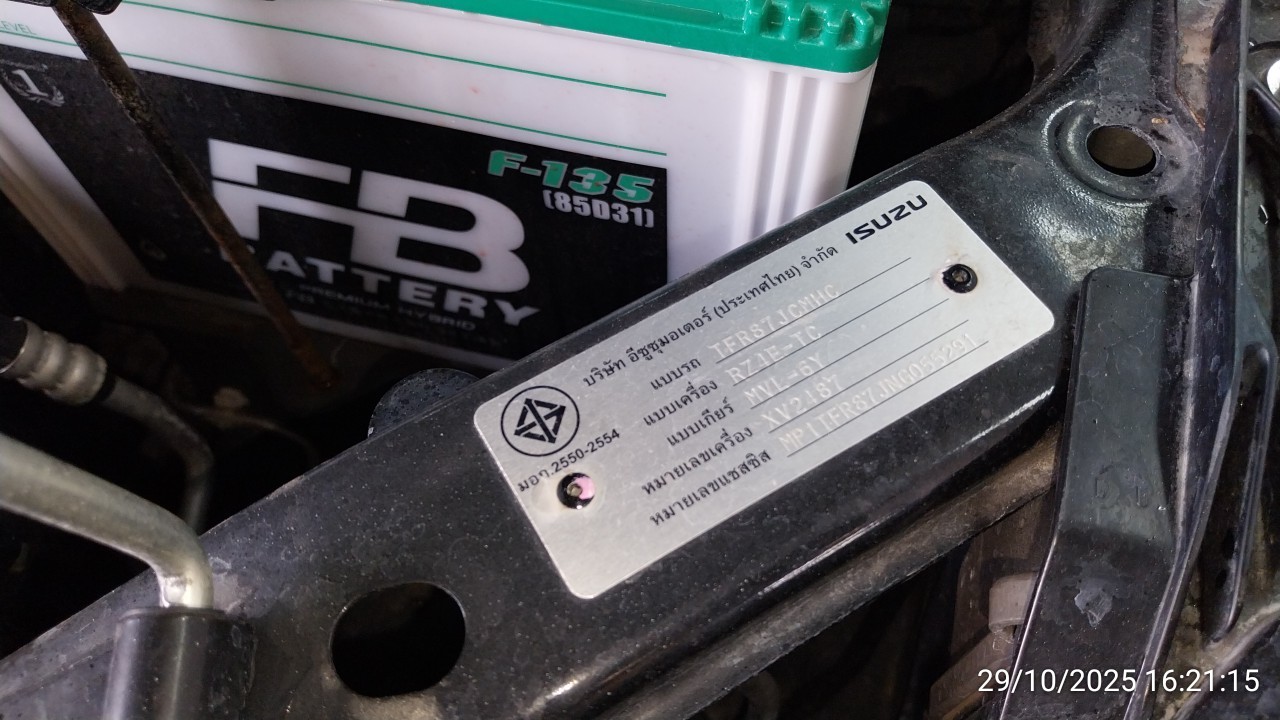 LEVEL
1
FB
BATTERY
PREMIUM HYBRID
F-135
(85D31)
บริษัท อีซูซุมอเตอร์ (ประเทศไทย) จำกัด ISUZU
แบบรถ TFR87JCMHC
แบบเครื่อง RZ4E-TC
แบบเกียร์ MVL-6Y
หมายเลขเครื่อง XV2487
หมายเลขแชสซิส
มอก.2550-2554
29/10/2025 16:21:15